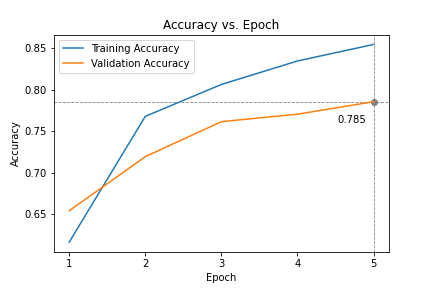 Accuracy vs. Epoch
Training Accuracy
Validation Accuracy
0.85
0.80
0.75
0.70
0.65
Accuracy
0.785
1 2 3 4 5
Epoch